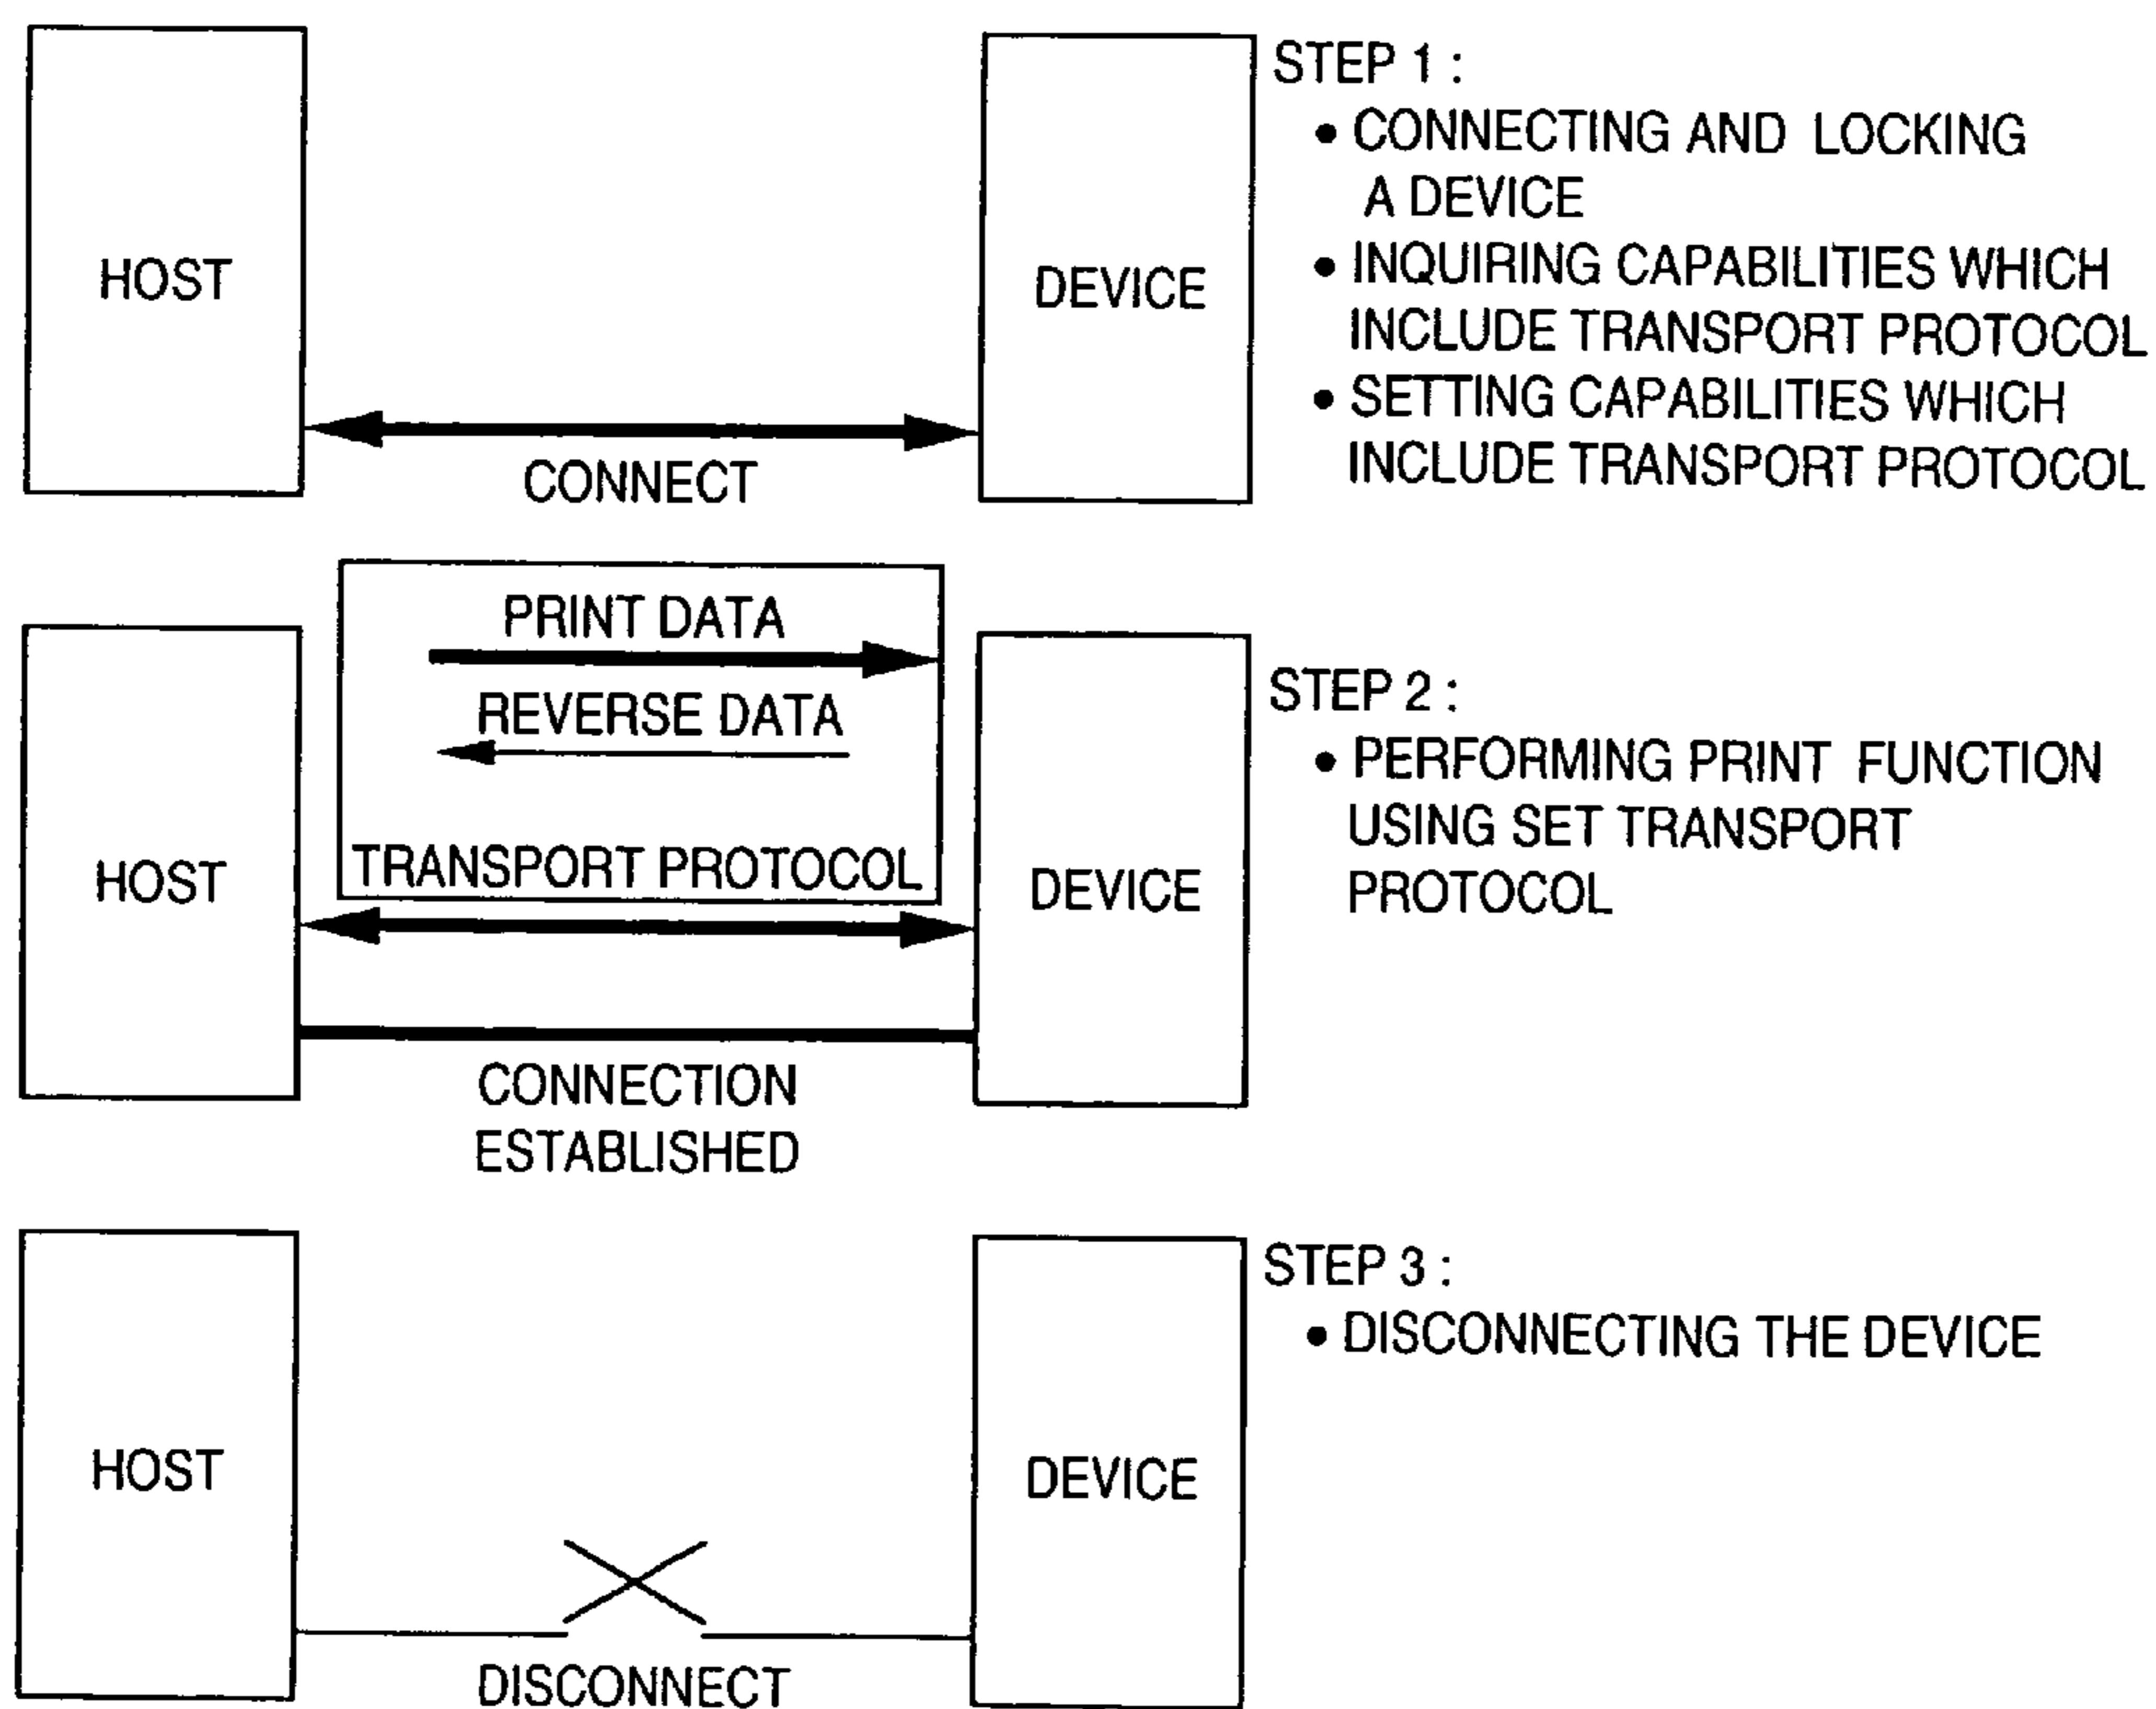 HOST
DEVICE
CONNECT
STEP 1 :
• CONNECTING AND LOCKING
A DEVICE
• INQUIRING CAPABILITIES WHICH
INCLUDE TRANSPORT PROTOCOL
• SETTING CAPABILITIES WHICH
INCLUDE TRANSPORT PROTOCOL
HOST
PRINT DATA
REVERSE DATA
TRANSPORT PROTOCOL
DEVICE
CONNECTION
ESTABLISHED
STEP 2 :
• PERFORMING PRINT FUNCTION
USING SET TRANSPORT
PROTOCOL
HOST
DEVICE
DISCONNECT
STEP 3 :
• DISCONNECTING THE DEVICE